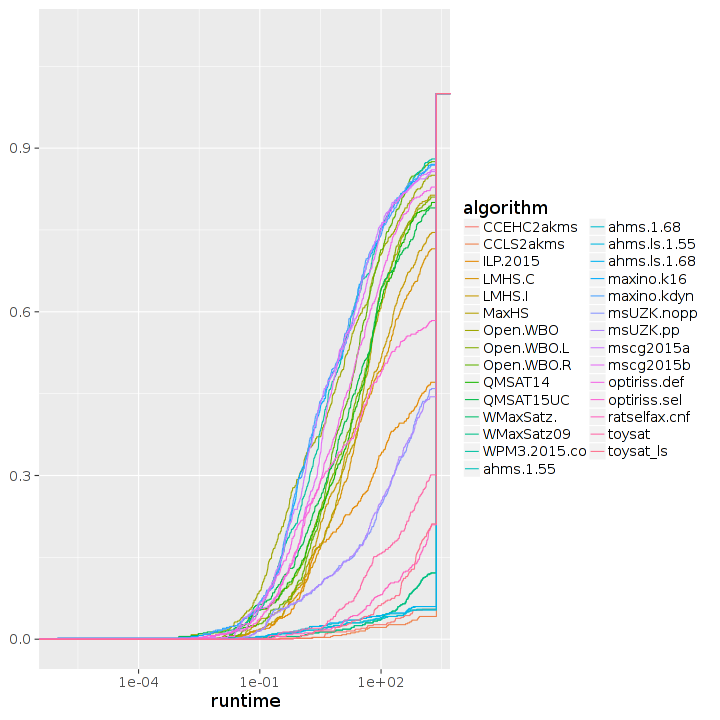 0.9
0.6
0.3
0.0
1e-04
1e-01
1e+02
runtime
algorithm
CCEHC2akms
CCLS2akms
ILP.2015
LMHS.C
LMHS.I
MaxHS
Open.WBO
Open.WBO.L
Open.WBO.R
QMSAT14
QMSAT15UC
WMaxSatz.
WMaxSatz09
WPM3.2015.co
ahms.1.55
ahms.1.68
ahms.ls.1.55
ahms.ls.1.68
maxino.k16
maxino.kdyn
msUZK.nopp
msUZK.pp
mscg2015a
mscg2015b
optiriss.def
optiriss.sel
ratselfax.cnf
toysat
toysat_ls